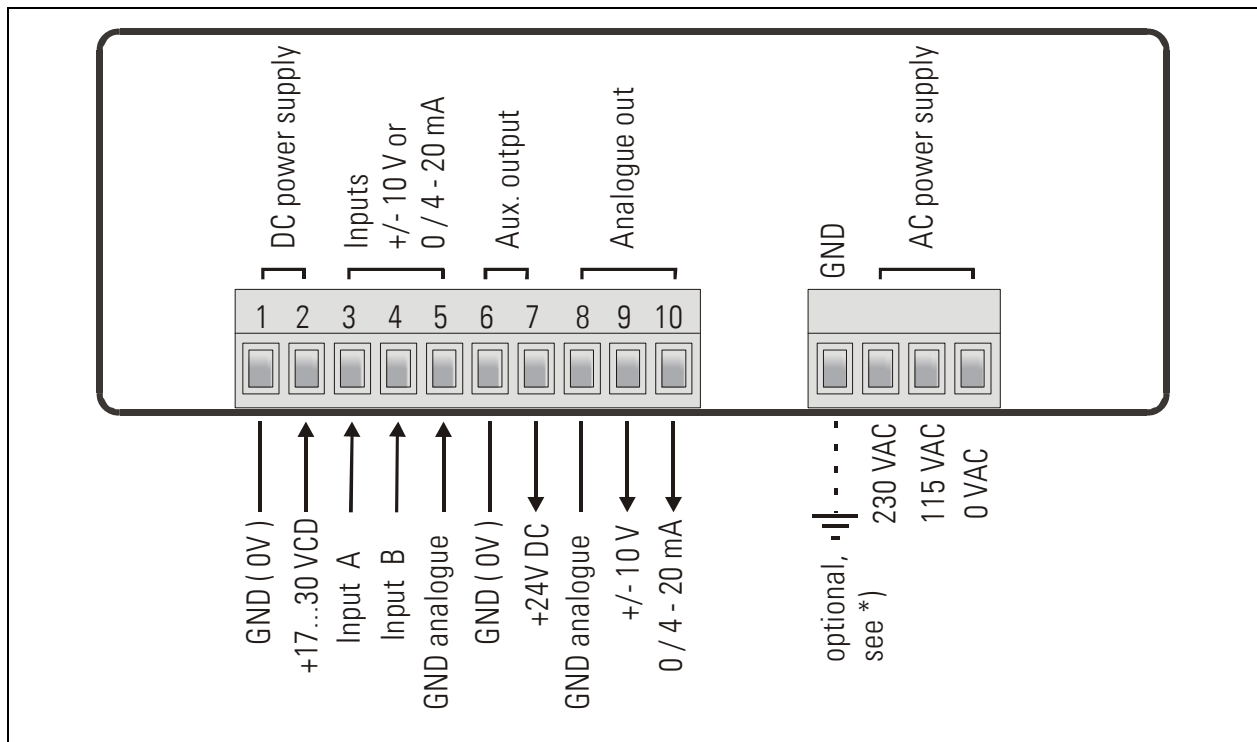 DC power supply
Inputs
+/- 10 V or
0 / 4 - 20 mA
Aux. output
Analogue out
GND
AC power supply
1 2 3 4 5 6 7 8 9 10
GND ( 0V )
+17...30 VCD
Input A
Input B
GND analogue
GND ( 0V )
+24V DC
GND analogue
+/- 10 V
0 / 4 - 20 mA
optional,
see *)
230 VAC
115 VAC
0 VAC